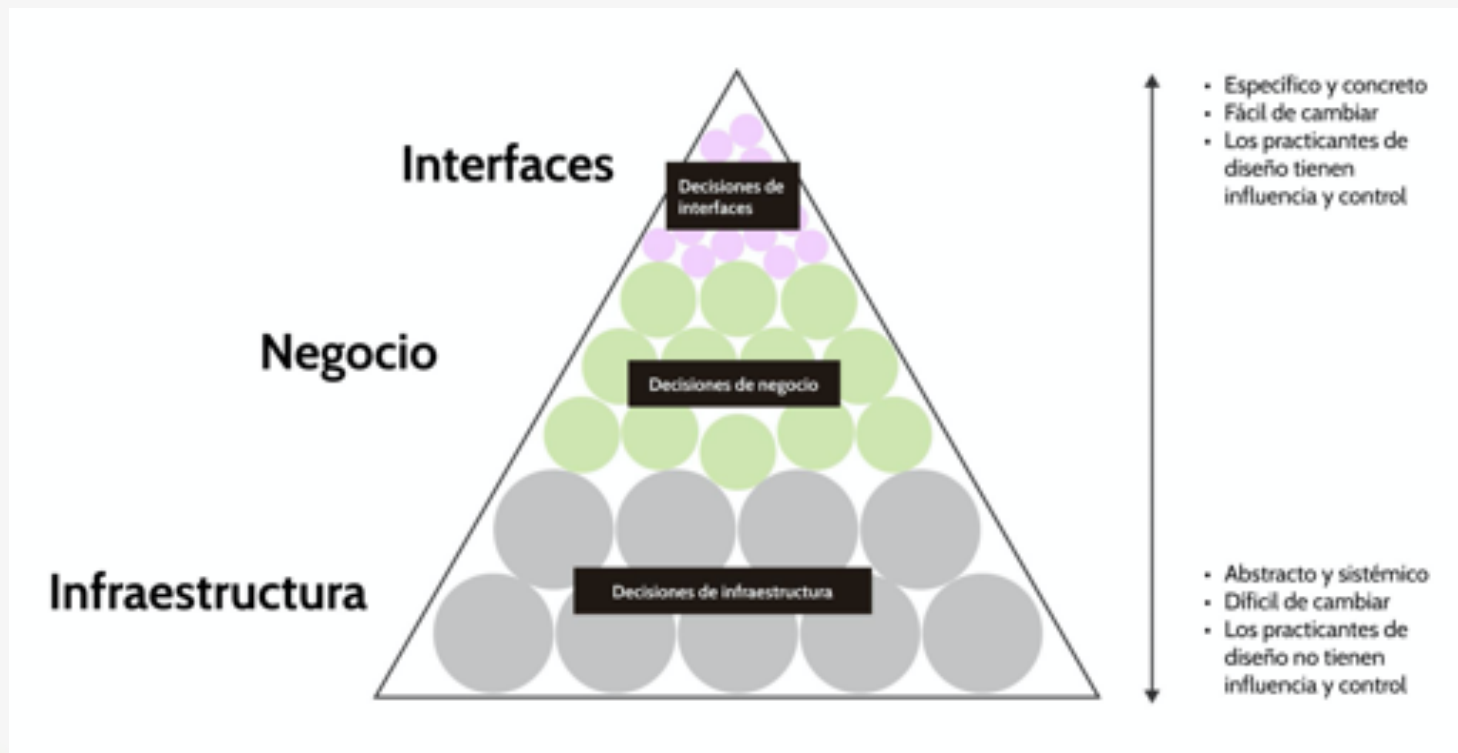 Interfaces
Decisiones de
interfaces
Negocio
Decisiones de negocio
Infraestructura
Decisiones de infraestructura
• Específico y concreto
• Fácil de cambiar
• Los practicantes de
diseño tienen
influencia y control
• Abstracto y sistémico
• Díficil de cambiar
• Los practicantes de
diseño no tienen
influencia y control